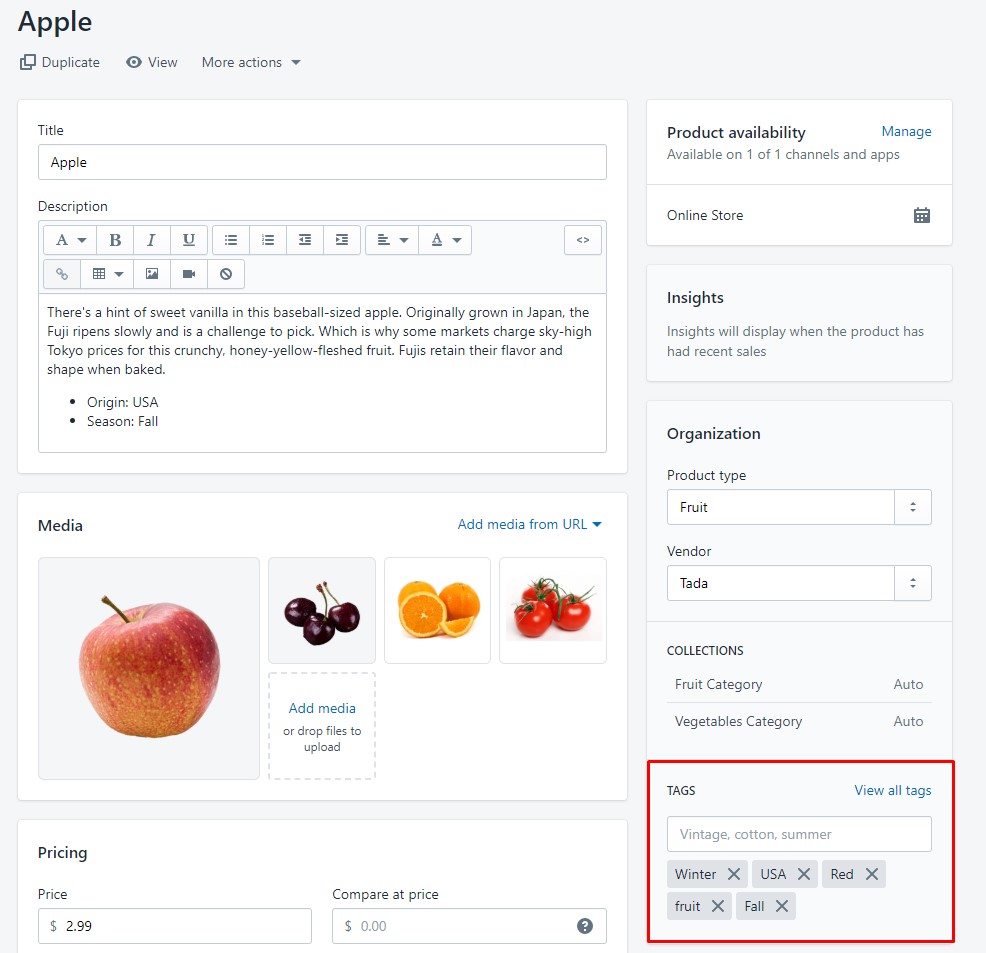 Apple
Duplicate View More actions
Title
Apple
Description
A B I U A <>
There's a hint of sweet vanilla in this baseball-sized apple. Originally grown in Japan, the
Fuji ripens slowly and is a challenge to pick. Which is why some markets charge sky-high
Tokyo prices for this crunchy, honey-yellow-fleshed fruit. Fujis retain their flavor and
shape when baked.
• Origin: USA
• Season: Fall
Media Add media from URL
Add media
or drop files to
upload
Pricing
Price Compare at price
$ 2.99 $ 0.00 ?
Product availability Manage
Available on 1 of 1 channels and apps
Online Store
Insights
Insights will display when the product has
had recent sales
Organization
Product type
Fruit
Vendor
Tada
COLLECTIONS
Fruit Category Auto
Vegetables Category Auto
TAGS View all tags
Vintage, cotton, summer
Winter USA Red
fruit Fall